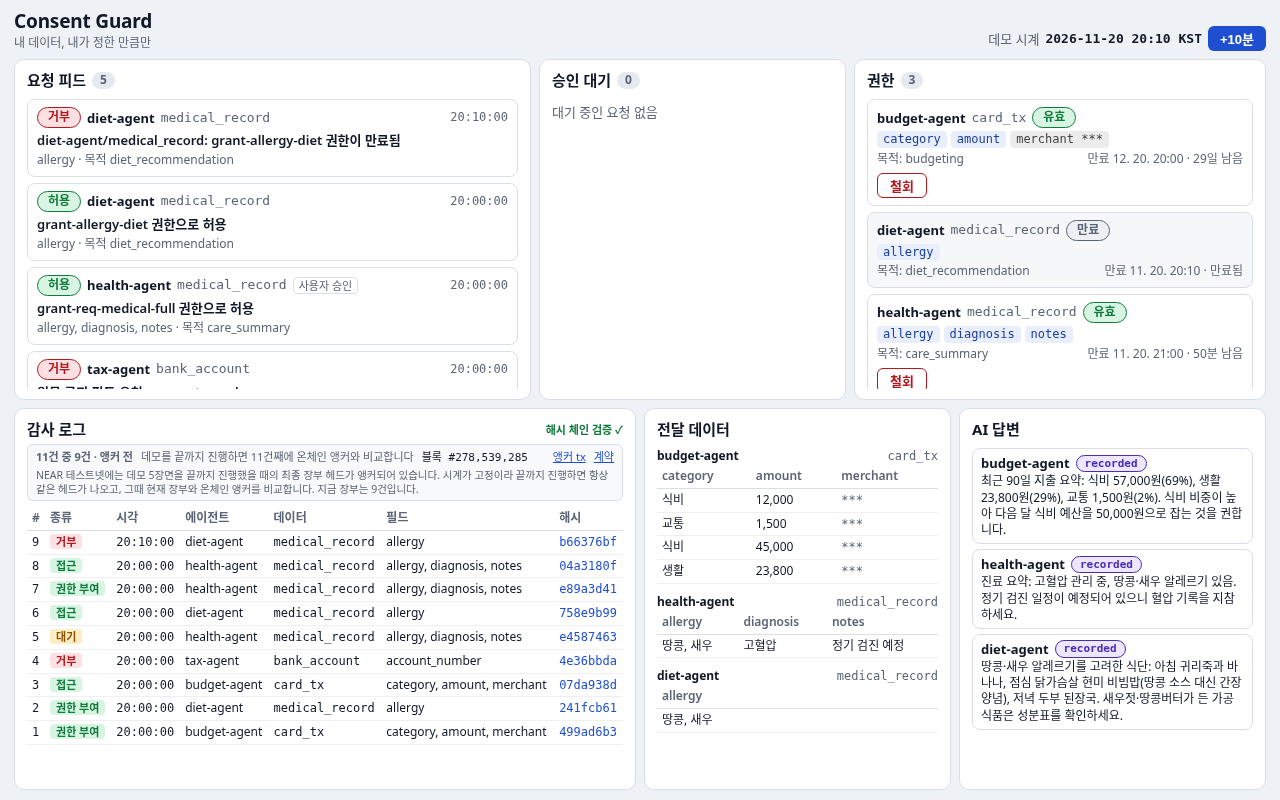 Consent Guard
내 데이터, 내가 정한 만큼만
데모 시계 2026-11-20 20:10 KST +10분
요청 피드 5
거부 diet-agent medical_record 20:10:00
diet-agent/medical_record: grant-allergy-diet 권한이 만료됨
allergy · 목적 diet_recommendation
허용 diet-agent medical_record 20:00:00
grant-allergy-diet 권한으로 허용
allergy · 목적 diet_recommendation
허용 health-agent medical_record 사용자 승인 20:00:00
grant-req-medical-full 권한으로 허용
allergy, diagnosis, notes · 목적 care_summary
거부 tax-agent bank_account 20:00:00
승인 대기 0
대기 중인 요청 없음
권한 3
budget-agent card_tx 유효
category amount merchant ***
목적: budgeting 만료 12. 20. 20:00 · 29일 남음
철회
diet-agent medical_record 만료
allergy
목적: diet_recommendation 만료 11. 20. 20:10 · 만료됨
health-agent medical_record 유효
allergy diagnosis notes
목적: care_summary 만료 11. 20. 21:00 · 50분 남음
철회
감사 로그 해시 체인 검증 ✓
11건 중 9건 · 앵커 전 데모를 끝까지 진행하면 11건째에 온체인 앵커와 비교합니다 블록 #278,539,285 앵커 tx 계약
NEAR 테스트넷에는 데모 5장면을 끝까지 진행했을 때의 최종 장부 헤드가 앵커되어 있습니다. 시계가 고정이라 끝까지 진행하면 항상
같은 헤드가 나오고, 그때 현재 장부와 온체인 앵커를 비교합니다. 지금 장부는 9건입니다.
# 종류 시각 에이전트 데이터 필드 해시
9 거부 20:10:00 diet-agent medical_record allergy b66376bf
8 접근 20:00:00 health-agent medical_record allergy, diagnosis, notes 04a3180f
7 권한 부여 20:00:00 health-agent medical_record allergy, diagnosis, notes e89a3d41
6 접근 20:00:00 diet-agent medical_record allergy 758e9b99
5 대기 20:00:00 health-agent medical_record allergy, diagnosis, notes e4587463
4 거부 20:00:00 tax-agent bank_account account_number 4e36bbda
3 접근 20:00:00 budget-agent card_tx category, amount, merchant 07da938d
2 권한 부여 20:00:00 diet-agent medical_record allergy 241fcb61
1 권한 부여 20:00:00 budget-agent card_tx category, amount, merchant 499ad6b3
전달 데이터
budget-agent card_tx
category amount merchant
식비 12,000 ***
교통 1,500 ***
식비 45,000 ***
생활 23,800 ***
health-agent medical_record
allergy diagnosis notes
땅콩, 새우 고혈압 정기 검진 예정
diet-agent medical_record
allergy
땅콩, 새우
AI 답변
budget-agent recorded
최근 90일 지출 요약: 식비 57,000원(69%), 생활
23,800원(29%), 교통 1,500원(2%). 식비 비중이 높
아 다음 달 식비 예산을 50,000원으로 잡는 것을 권합
니다.
health-agent recorded
진료 요약: 고혈압 관리 중, 땅콩·새우 알레르기 있음.
정기 검진 일정이 예정되어 있으니 혈압 기록을 지참
하세요.
diet-agent recorded
땅콩·새우 알레르기를 고려한 식단: 아침 귀리죽과 바
나나, 점심 닭가슴살 현미 비빔밥(땅콩 소스 대신 간장
양념), 저녁 두부 된장국. 새우젓·땅콩버터가 든 가공
식품은 성분표를 확인하세요.